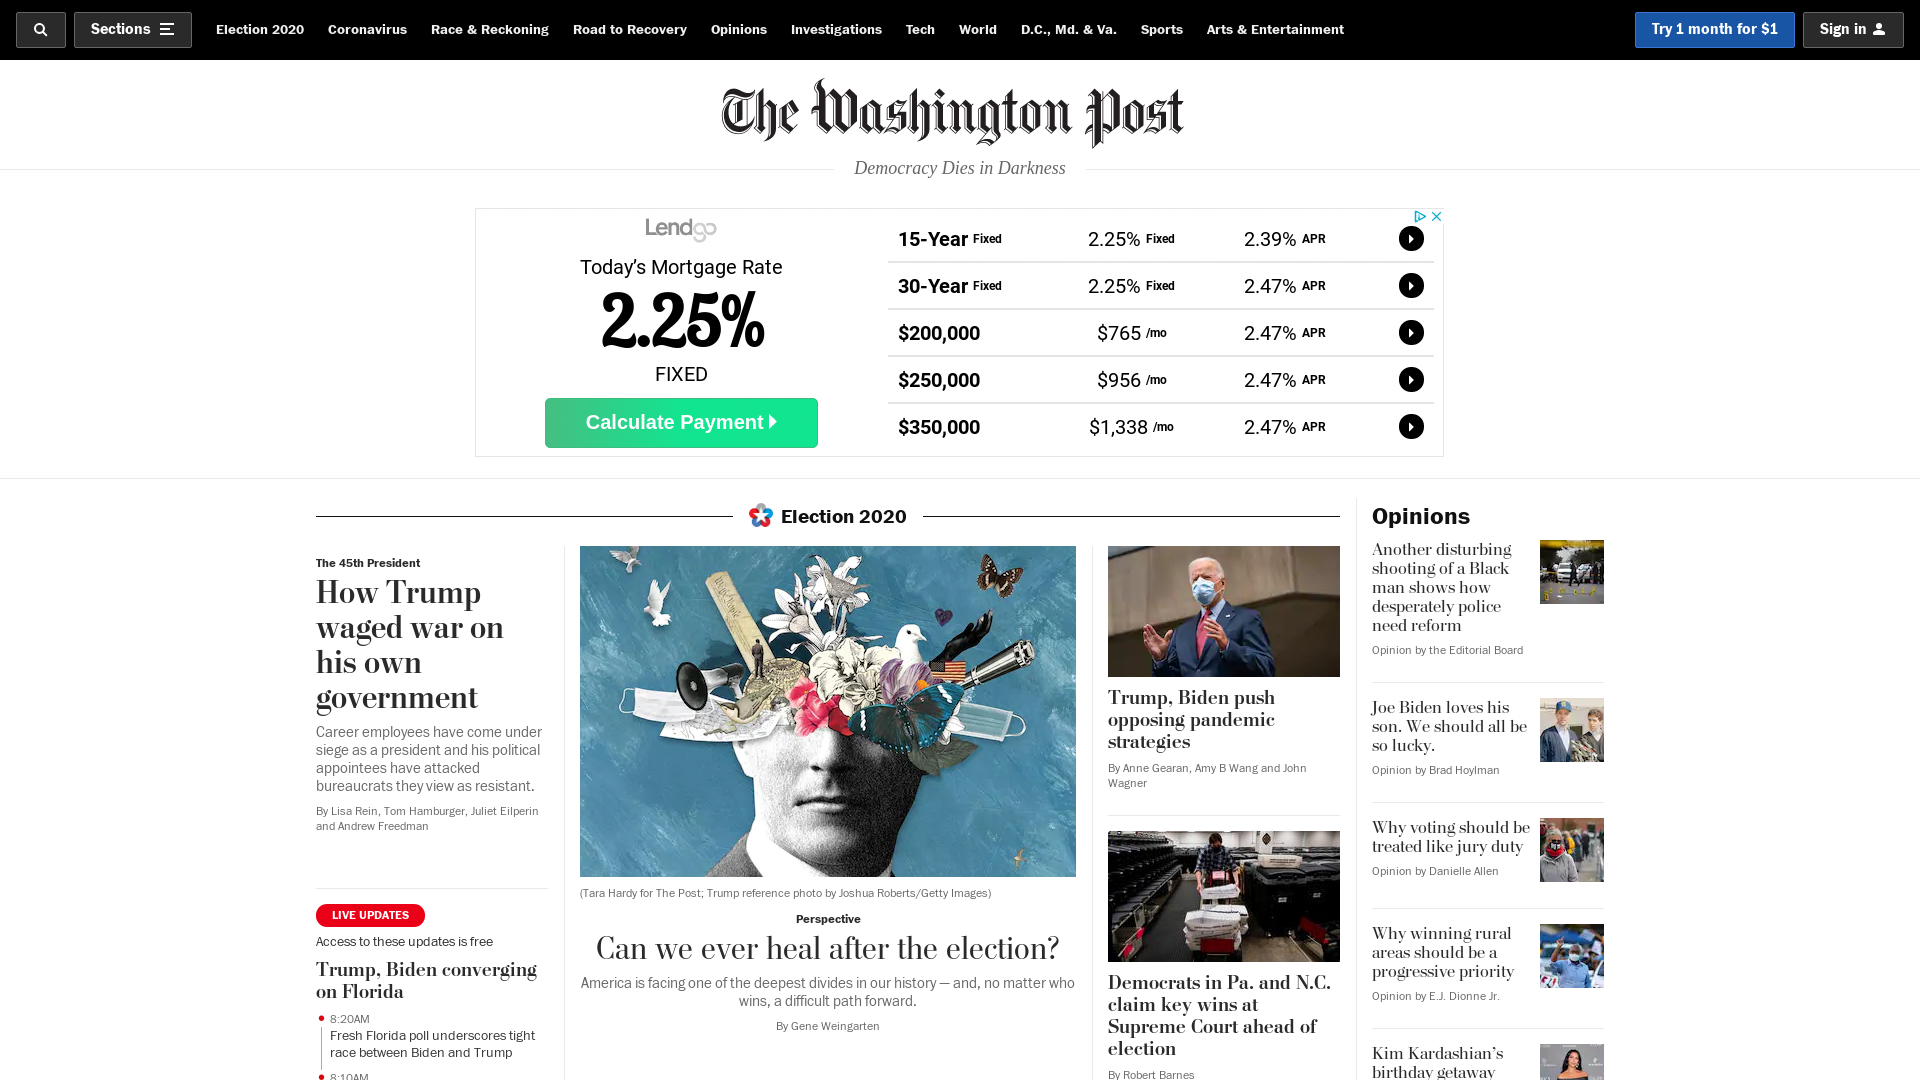 Sections
Election 2020
Coronavirus
Race & Reckoning
Road to Recovery
Opinions
Investigations
Tech
World
D.C., Md. & Va.
Sports
Arts & Entertainment
Try 1 month for $1
Sign in
The Washington Post
Democracy Dies in Darkness
Lendgo
Today’s Mortgage Rate
2.25%
FIXED
Calculate Payment
15-Year Fixed 2.25% Fixed 2.39% APR
30-Year Fixed 2.25% Fixed 2.47% APR
$200,000 $765 /mo 2.47% APR
$250,000 $956 /mo 2.47% APR
$350,000 $1,338 /mo 2.47% APR
Election 2020
The 45th President
How Trump
waged war on
his own
government
Career employees have come under
siege as a president and his political
appointees have attacked
bureaucrats they view as resistant.
By Lisa Rein, Tom Hamburger, Juliet Eilperin
and Andrew Freedman
LIVE UPDATES
Access to these updates is free
Trump, Biden converging
on Florida
8:20AM
Fresh Florida poll underscores tight
race between Biden and Trump
8:10AM
(Tara Hardy for The Post; Trump reference photo by Joshua Roberts/Getty Images)
Perspective
Can we ever heal after the election?
America is facing one of the deepest divides in our history — and, no matter who
wins, a difficult path forward.
By Gene Weingarten
Trump, Biden push
opposing pandemic
strategies
By Anne Gearan, Amy B Wang and John
Wagner
Democrats in Pa. and N.C.
claim key wins at
Supreme Court ahead of
election
By Robert Barnes
Opinions
Another disturbing
shooting of a Black
man shows how
desperately police
need reform
Opinion by the Editorial Board
Joe Biden loves his
son. We should all be
so lucky.
Opinion by Brad Hoylman
Why voting should be
treated like jury duty
Opinion by Danielle Allen
Why winning rural
areas should be a
progressive priority
Opinion by E.J. Dionne Jr.
Kim Kardashian’s
birthday getaway